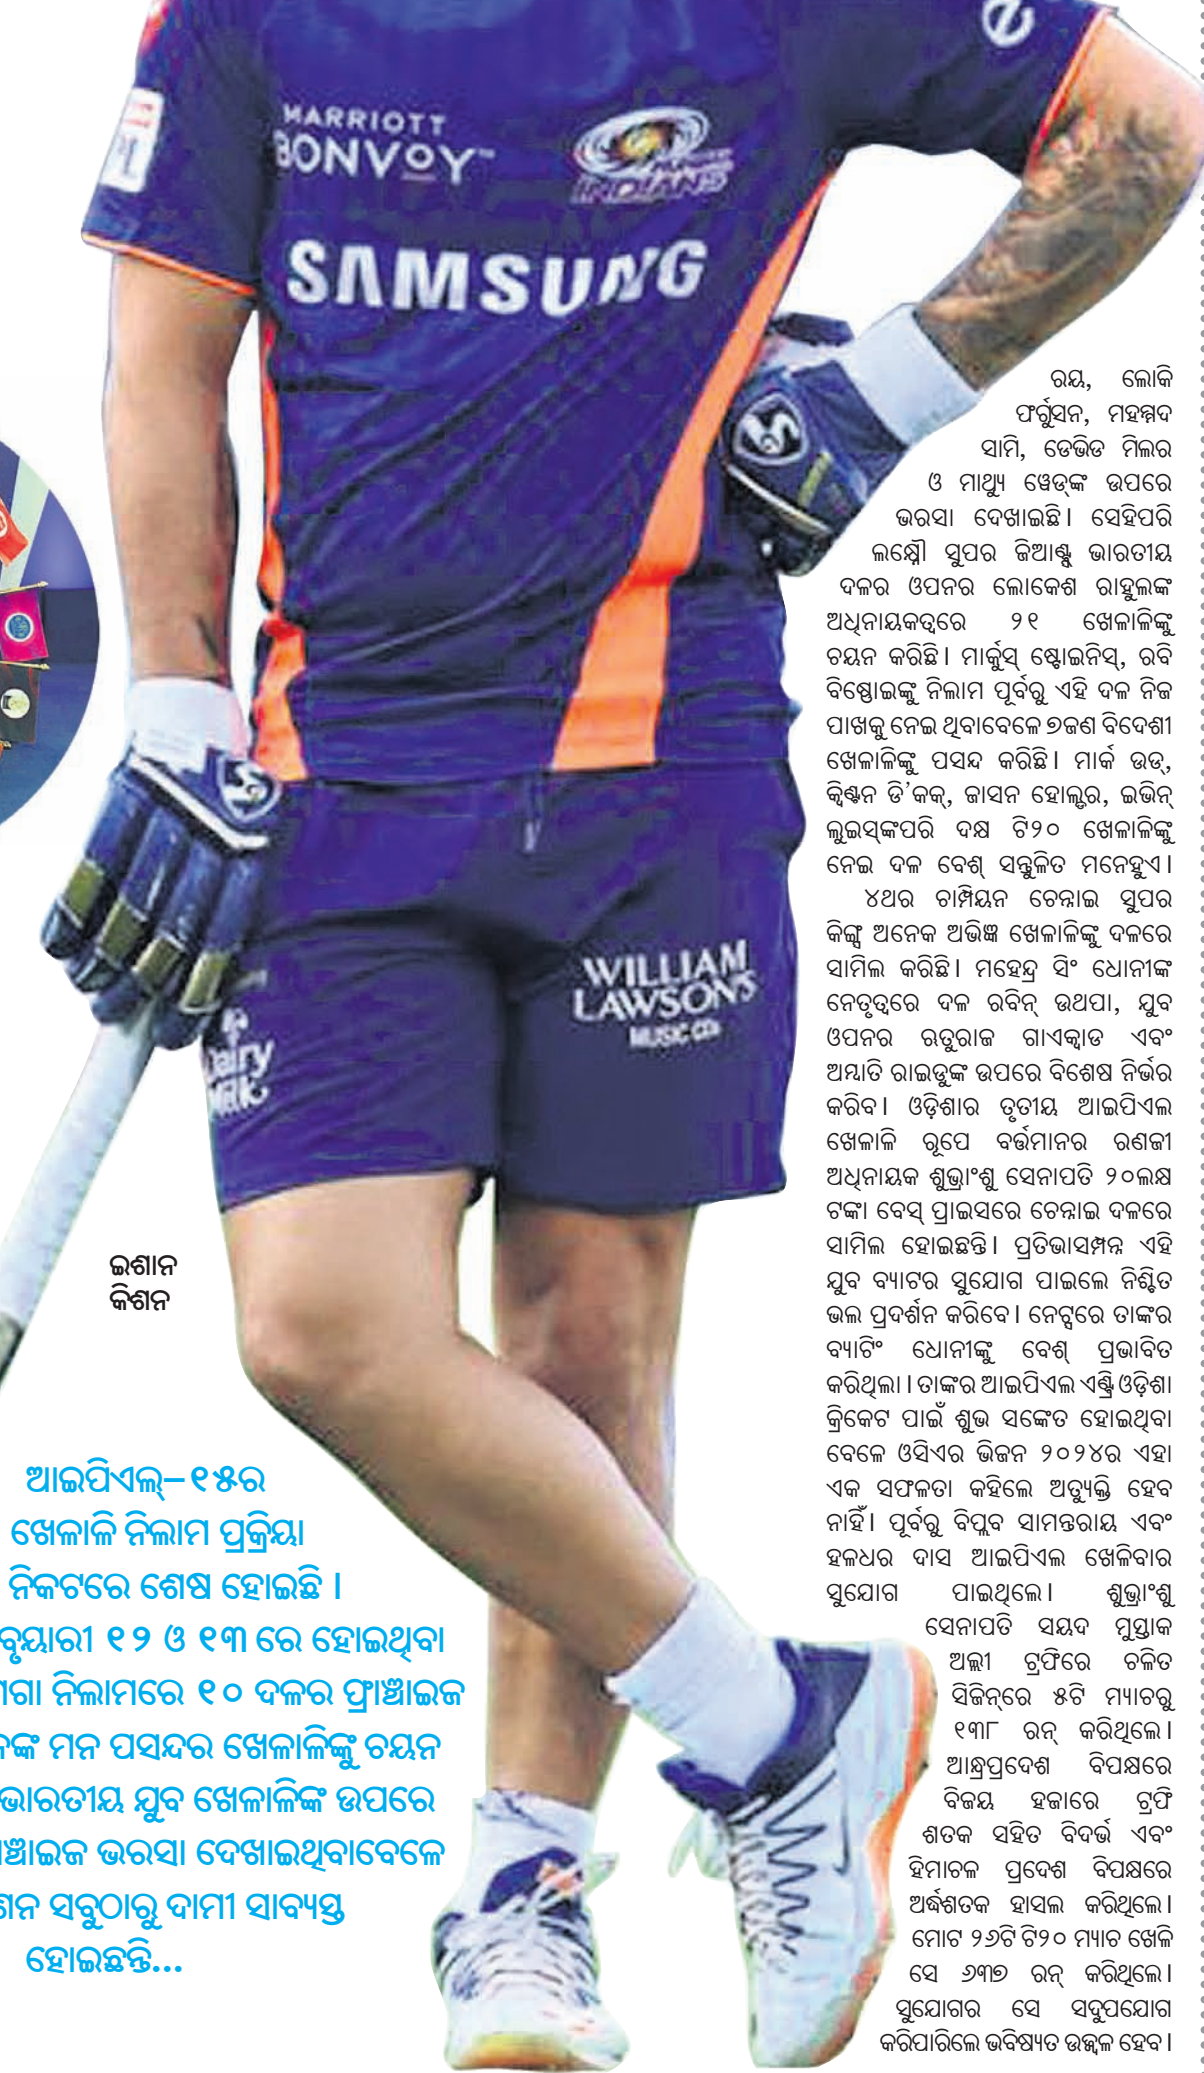 MARRIOTT
BONVOY
INDIANS
SAMSUNG
WILLIAM
LAWSON'S
MUSIC CDs
Dairy
Milk
ଇଶାନ
କିଶନ
ଆଇପିଏଲ୍–୧୫ର
ଖେଳାଳି ନିଲାମ ପ୍ରକ୍ରିୟା
ନିକଟରେ ଶେଷ ହୋଇଛି ।
୧୨ ଓ ୧୩ ରେ ହୋଇଥିବା
ନିଲାମରେ ୧୦ ଦଳର ଫ୍ରାଞ୍ଚାଇଜ
ମନ ପସନ୍ଦର ଖେଳାଳିଙ୍କୁ ଚୟନ
ଭାରତୀୟ ଯୁବ ଖେଳାଳିଙ୍କ ଉପରେ
ଭରସା ଦେଖାଇଥିବାବେଳେ
ସବୁଠାରୁ ଦାମୀ ସାବ୍ୟସ୍ତ
ହୋଇଛନ୍ତି...
ରୟ, ଲୋକି
ଫର୍ଗୁସନ, ମହମ୍ମଦ
ସାମି, ଡେଭିଡ ମିଲର
ଓ ମାଥ୍ୟୁ ୱେଡ୍‌ଙ୍କ ଉପରେ
ଭରସା ଦେଖାଇଛି। ସେହିପରି
ଲକ୍ଷ୍ନୌ ସୁପର ଜିଆଣ୍ଟ୍ସ ଭାରତୀୟ
ଦଳର ଓପନର ଲୋକେଶ ରାହୁଲଙ୍କ
ଅଧିନାୟକତ୍ୱରେ ୨୧ ଖେଳାଳିଙ୍କୁ
ଚୟନ କରିଛି। ମାର୍କୁସ୍ ଷ୍ଟୋଇନିସ୍, ରବି
ବିଷ୍ଣୋଇଙ୍କୁ ନିଲାମ ପୂର୍ବରୁ ଏହି ଦଳ ନିଜ
ପାଖକୁ ନେଇ ଥିବାବେଳେ ୭ଜଣ ବିଦେଶୀ
ଖେଳାଳିଙ୍କୁ ପସନ୍ଦ କରିଛି। ମାର୍କ ଉଡ୍,
କ୍ୱିଣ୍ଟନ ଡି'କକ୍, ଜାସନ ହୋଲ୍ଡର, ଇଭିନ୍
ଲୁଇସ୍‌ଙ୍କପରି ଦକ୍ଷ ଟି୨୦ ଖେଳାଳିଙ୍କୁ
ନେଇ ଦଳ ବେଶ୍ ସନ୍ତୁଳିତ ମନେହୁଏ।
୪ଥର ଚାମ୍ପିୟନ ଚେନ୍ନାଇ ସୁପର
କିଙ୍ଗ୍ସ ଅନେକ ଅଭିଜ୍ଞ ଖେଳାଳିଙ୍କୁ ଦଳରେ
ସାମିଲ କରିଛି। ମହେନ୍ଦ୍ର ସିଂ ଧୋନୀଙ୍କ
ନେତୃତ୍ୱରେ ଦଳ ରବିନ୍ ଉଥପା, ଯୁବ
ଓପନର ଋତୁରାଜ ଗାଏକ୍ୱାଡ ଏବଂ
ଅମ୍ୱାତି ରାଇଡୁଙ୍କ ଉପରେ ବିଶେଷ ନିର୍ଭର
କରିବ। ଓଡ଼ିଶାର ତୃତୀୟ ଆଇପିଏଲ
ଖେଳାଳି ରୂପେ ବର୍ତ୍ତମାନର ରଣଜୀ
ଅଧିନାୟକ ଶୁଭ୍ରାଂଶୁ ସେନାପତି ୨୦ଲକ୍ଷ
ଟଙ୍କା ବେସ୍ ପ୍ରାଇସରେ ଚେନ୍ନାଇ ଦଳରେ
ସାମିଲ ହୋଇଛନ୍ତି। ପ୍ରତିଭାସମ୍ପନ୍ନ ଏହି
ଯୁବ ବ୍ୟାଟର ସୁଯୋଗ ପାଇଲେ ନିଶ୍ଚିତ
ଭଲ ପ୍ରଦର୍ଶନ କରିବେ। ନେଟ୍ସରେ ତାଙ୍କର
ବ୍ୟାଟିଂ ଧୋନୀଙ୍କୁ ବେଶ୍ ପ୍ରଭାବିତ
କରିଥିଲା। ତାଙ୍କର ଆଇପିଏଲ ଏଣ୍ଟ୍ରି ଓଡ଼ିଶା
କ୍ରିକେଟ ପାଇଁ ଶୁଭ ସଙ୍କେତ ହୋଇଥିବା
ବେଳେ ଓସିଏର ଭିଜନ ୨୦୨୪ର ଏହା
ଏକ ସଫଳତା କହିଲେ ଅତ୍ୟୁକ୍ତି ହେବ
ନାହିଁ। ପୂର୍ବରୁ ବିପ୍ଲବ ସାମନ୍ତରାୟ ଏବଂ
ହଳଧର ଦାସ ଆଇପିଏଲ ଖେଳିବାର
ସୁଯୋଗ ପାଇଥିଲେ। ଶୁଭ୍ରାଂଶୁ
ସେନାପତି ସୟଦ ମୁସ୍ତାକ
ଅଲ୍ଲୀ ଟ୍ରଫିରେ ଚଳିତ
ସିଜିନ୍‌ରେ ୫ଟି ମ୍ୟାଚରୁ
୧୩୮ ରନ୍ କରିଥିଲେ।
ଆନ୍ଧ୍ରପ୍ରଦେଶ ବିପକ୍ଷରେ
ବିଜୟ ହଜାରେ ଟ୍ରଫି
ଶତକ ସହିତ ବିଦର୍ଭ ଏବଂ
ହିମାଚଳ ପ୍ରଦେଶ ବିପକ୍ଷରେ
ଅର୍ଦ୍ଧଶତକ ହାସଲ କରିଥିଲେ।
ମୋଟ ୨୬ଟି ଟି୨୦ ମ୍ୟାଚ ଖେଳି
ସେ ୬୩୭ ରନ୍ କରିଥିଲେ।
ସୁଯୋଗର ସେ ସଦୁପଯୋଗ
କରିପାରିଲେ ଭବିଷ୍ୟତ ଉଜ୍ଜ୍ୱଳ ହେବ।